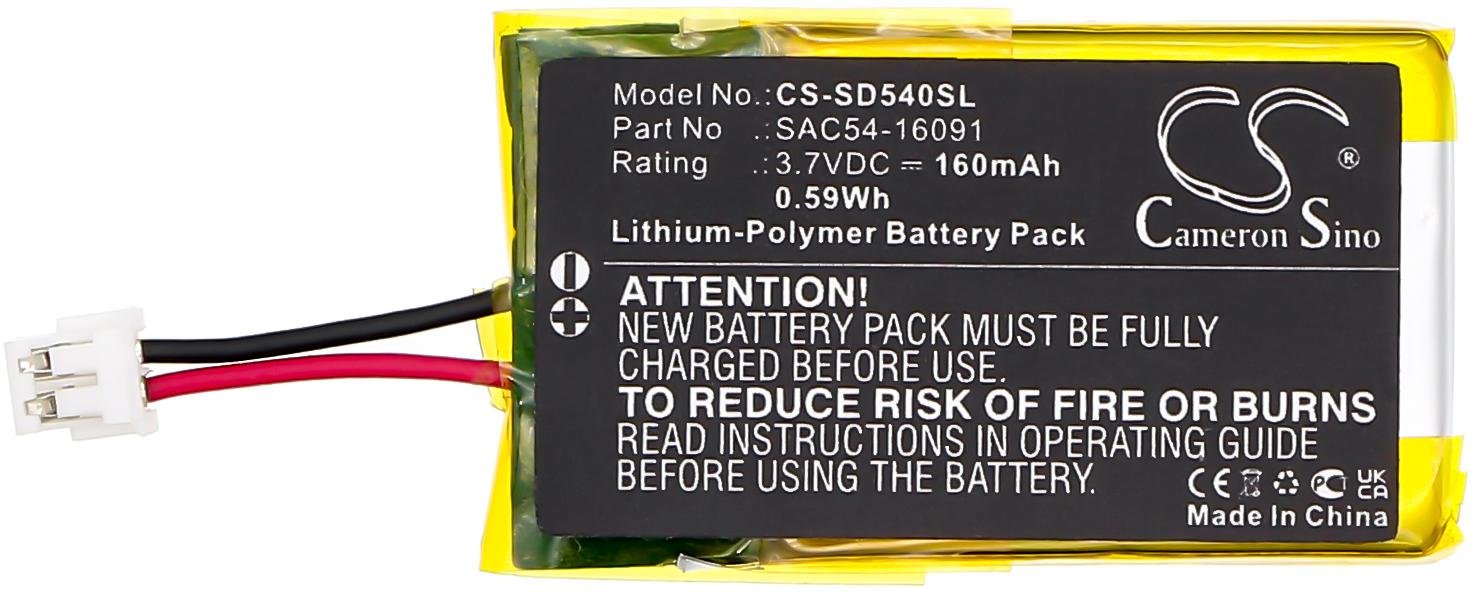 Model No.: CS-SD540SL
Part No .: SAC54-16091
Rating .: 3.7VDC ⎓ 160mAh
0.59Wh
Lithium-Polymer Battery Pack
CS ®
Cameron Sino
ATTENTION!
NEW BATTERY PACK MUST BE FULLY
CHARGED BEFORE USE.
TO REDUCE RISK OF FIRE OR BURNS
READ INSTRUCTIONS IN OPERATING GUIDE
BEFORE USING THE BATTERY.
CE PCT UK
CA
Made In China